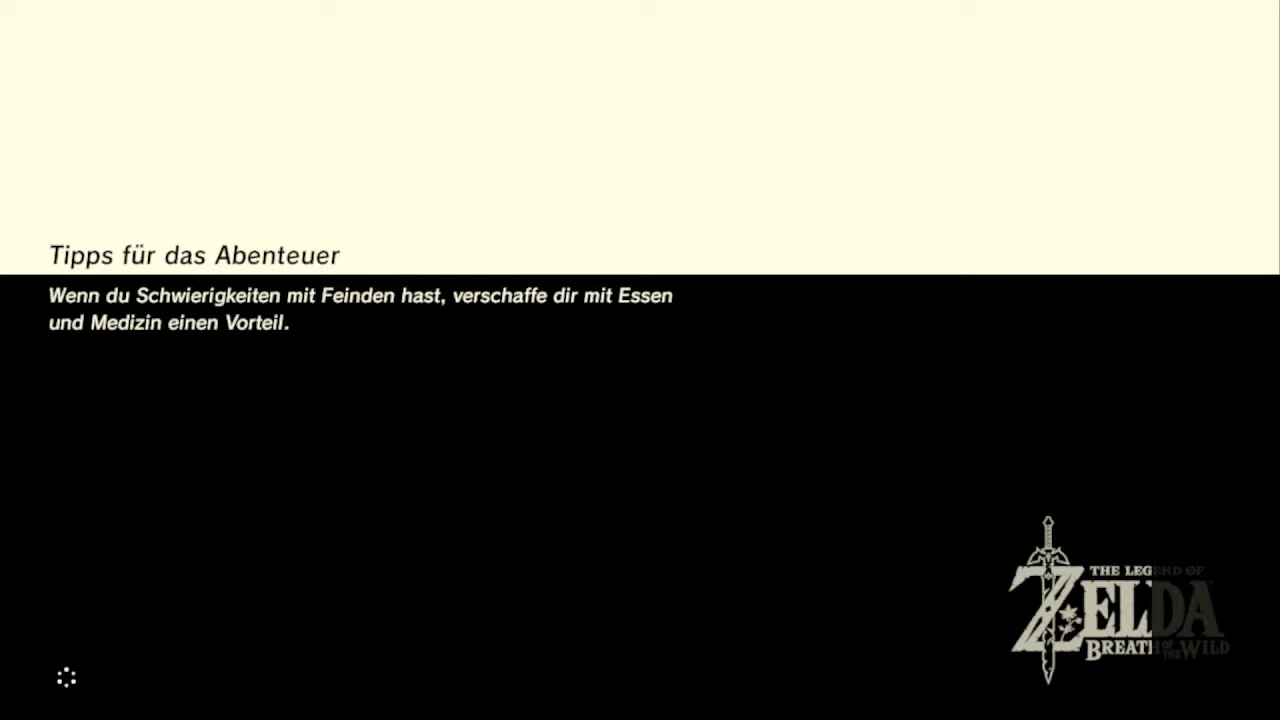 Tipps für das Abenteuer
Wenn du Schwierigkeiten mit Feinden hast, verschaffe dir mit Essen
und Medizin einen Vorteil.
THE LEGEND OF
ZELDA
BREATH OF THE WILD